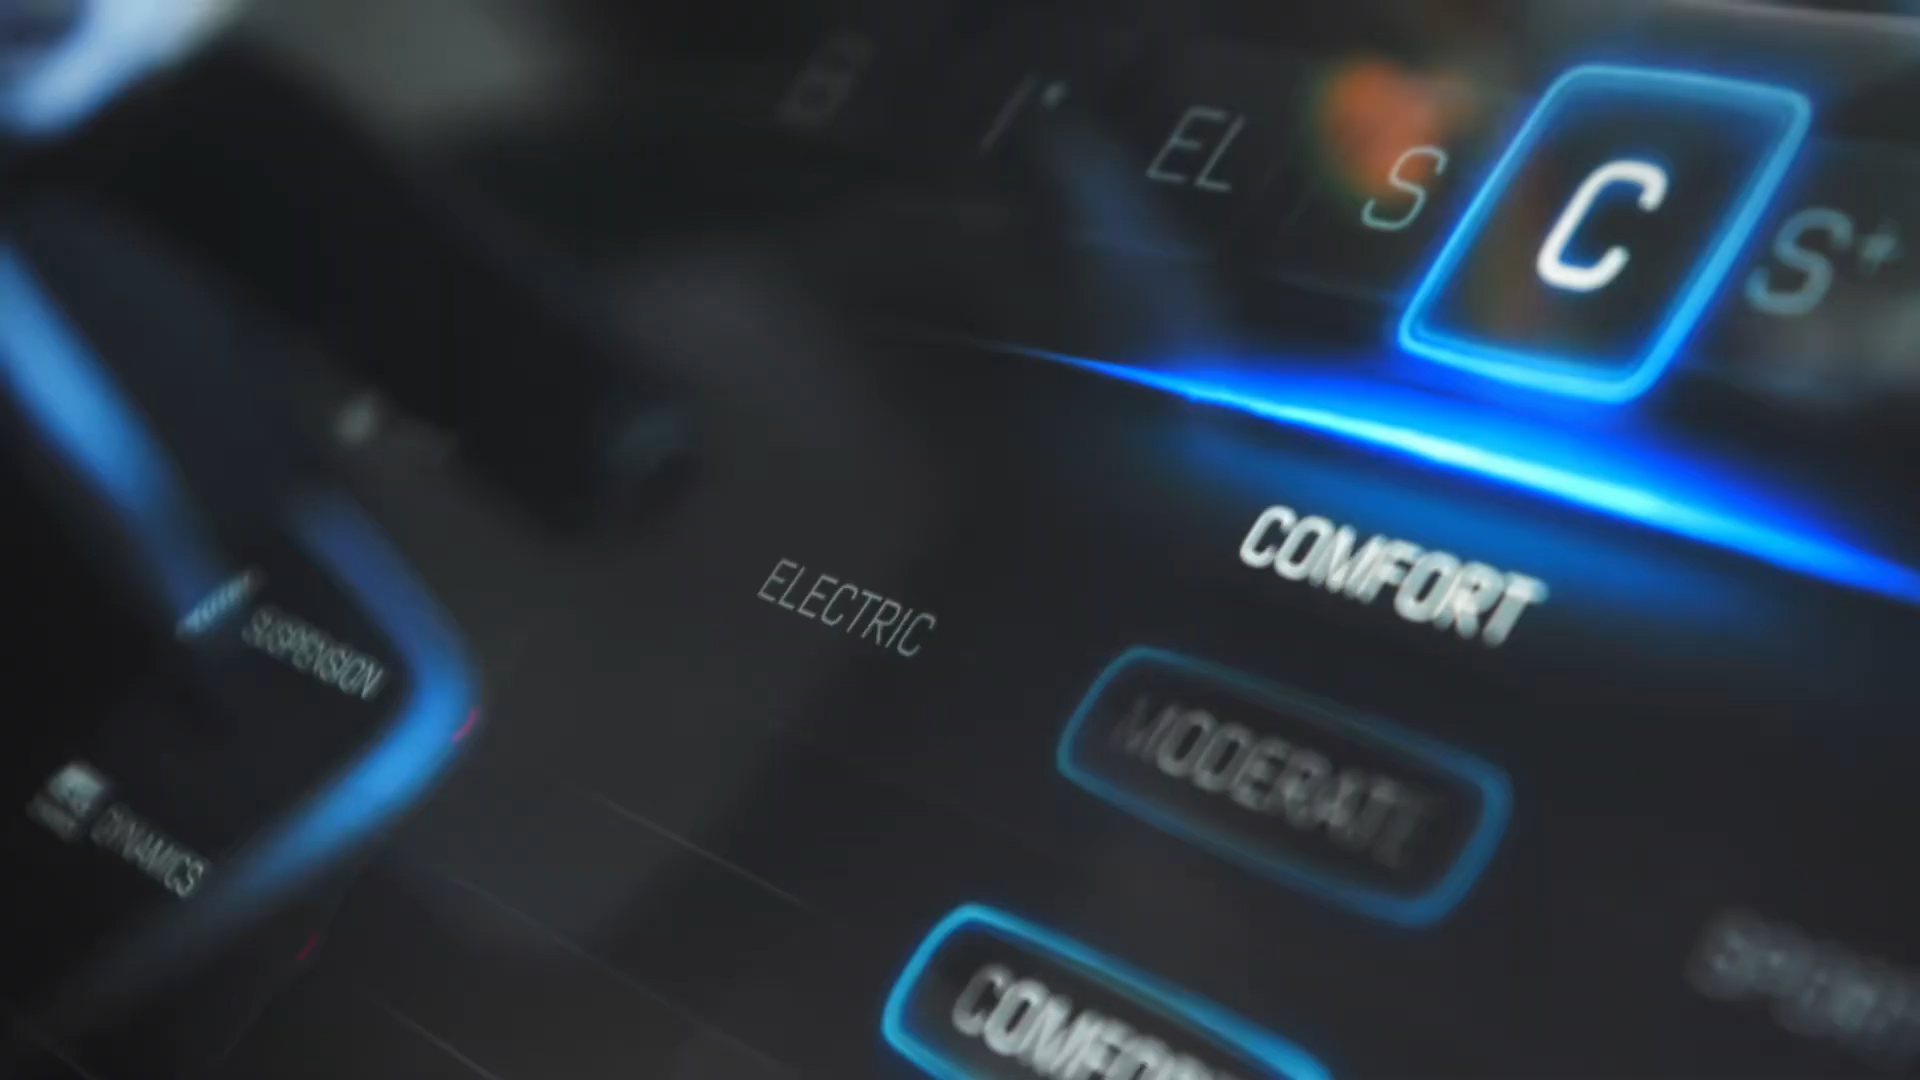 I*
EL
S
C
S*
COMFORT
ELECTRIC
SUSPENSION
MODERATE
DYNAMICS